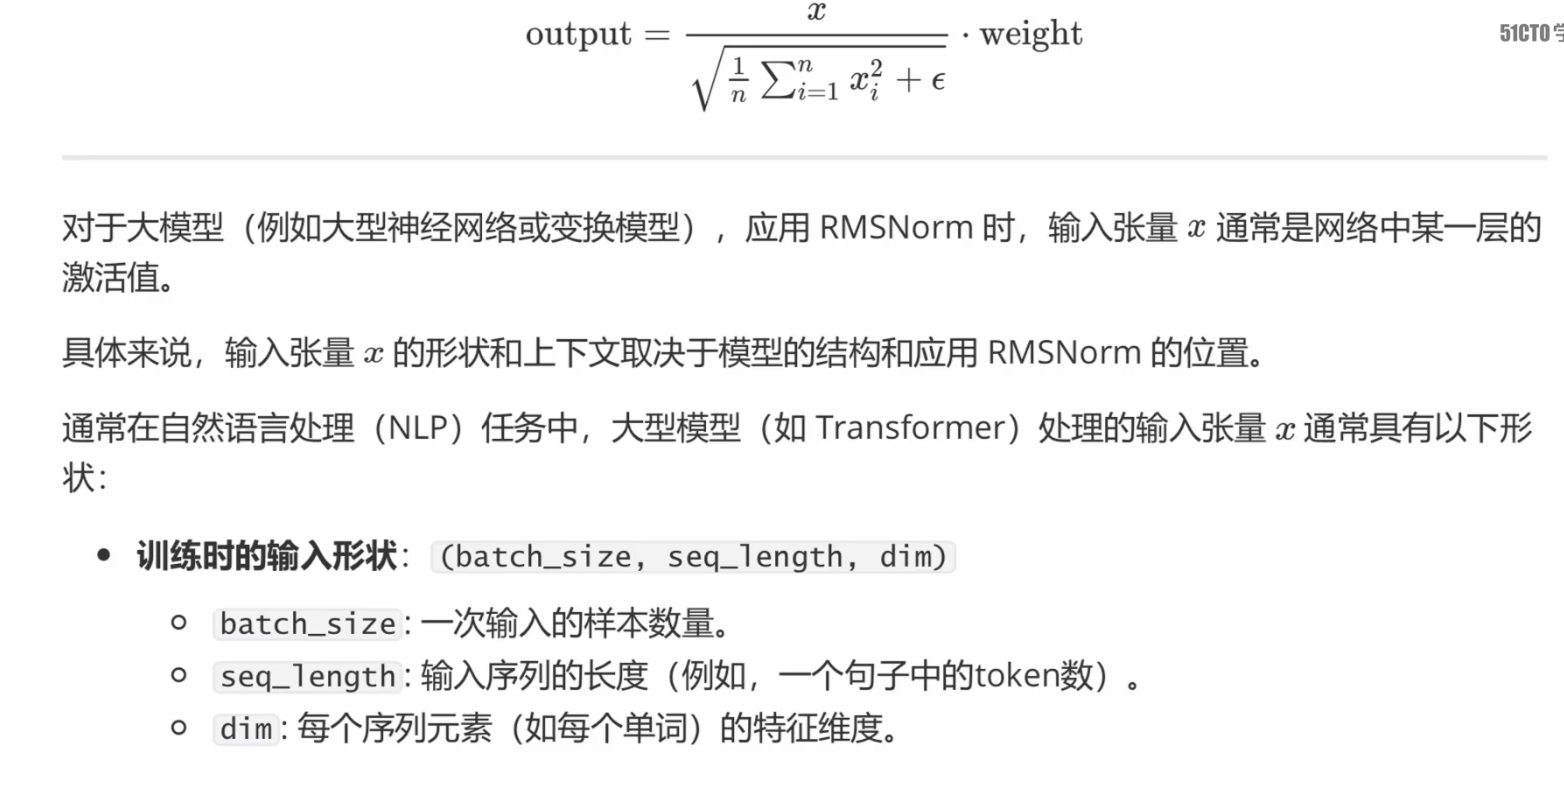 output = \frac{x}{\sqrt{\frac{1}{n} \sum_{i=1}^{n} x_i^2 + \epsilon}} \cdot weight
51CTO学
对于大模型（例如大型神经网络或变换模型），应用 RMSNorm 时，输入张量 x 通常是网络中某一层的
激活值。
具体来说，输入张量 x 的形状和上下文取决于模型的结构和应用 RMSNorm 的位置。
通常在自然语言处理（NLP）任务中，大型模型（如 Transformer）处理的输入张量 x 通常具有以下形
状：
• 训练时的输入形状： (batch_size, seq_length, dim)
○ batch_size: 一次输入的样本数量。
○ seq_length: 输入序列的长度（例如，一个句子中的token数）。
○ dim: 每个序列元素（如每个单词）的特征维度。